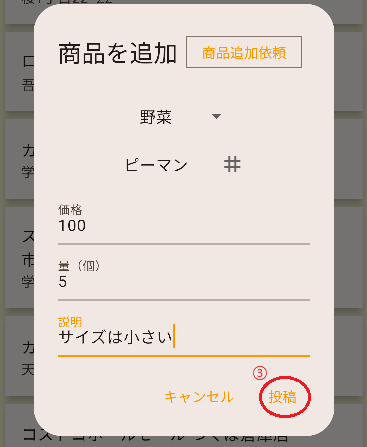 商品を追加
商品追加依頼
野菜
ピーマン
価格
100
量（個）
5
説明
サイズは小さい
③
キャンセル
投稿